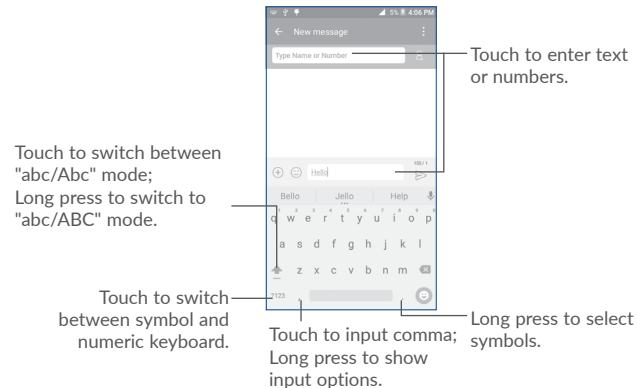 5% 4:06 PM
New message
Type Name or Number
Touch to enter text
or numbers.
Touch to switch between
"abc/Abc" mode;
Long press to switch to
"abc/ABC" mode.
Hello
Bello Jello Help
q w e r t y u i o p
a s d f g h j k l
z x c v b n m
?123 , .
Touch to switch
between symbol and
numeric keyboard.
Touch to input comma;
Long press to show
input options.
Long press to select
symbols.